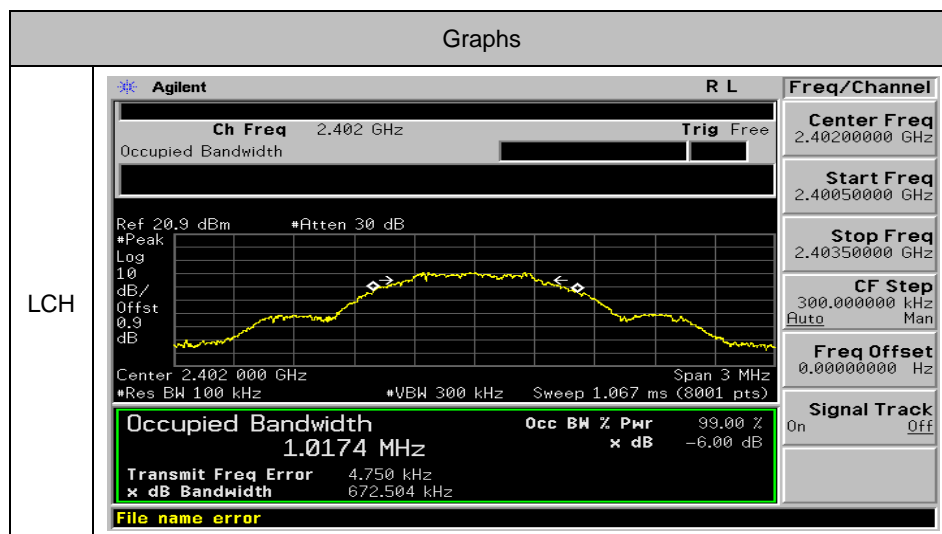 Graphs
LCH
Agilent R L
Ch Freq 2.402 GHz Trig Free
Occupied Bandwidth
Ref 20.9 dBm #Atten 30 dB
#Peak
Log
10
dB/
Offst
0.9
dB
Center 2.402 000 GHz Span 3 MHz
#Res BW 100 kHz #VBW 300 kHz Sweep 1.067 ms (8001 pts)
Occupied Bandwidth Occ BW % Pwr 99.00 %
1.0174 MHz x dB -6.00 dB
Transmit Freq Error 4.750 kHz
x dB Bandwidth 672.504 kHz
File name error
Freq/Channel
Center Freq
2.40200000 GHz
Start Freq
2.40050000 GHz
Stop Freq
2.40350000 GHz
CF Step
300.000000 kHz
Auto Man
Freq Offset
0.00000000 Hz
Signal Track
On Off